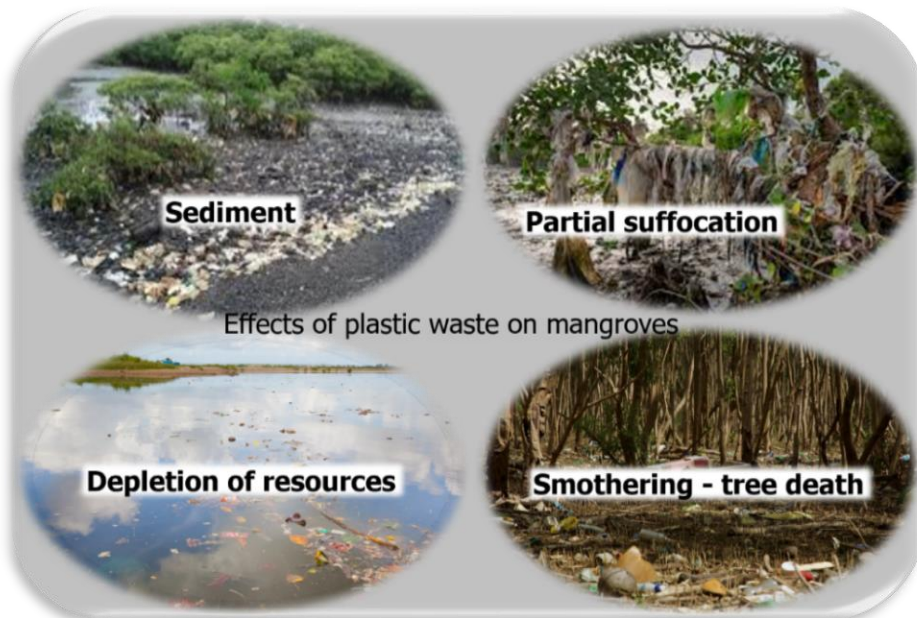 Sediment
Partial suffocation
Effects of plastic waste on mangroves
Depletion of resources
Smothering - tree death